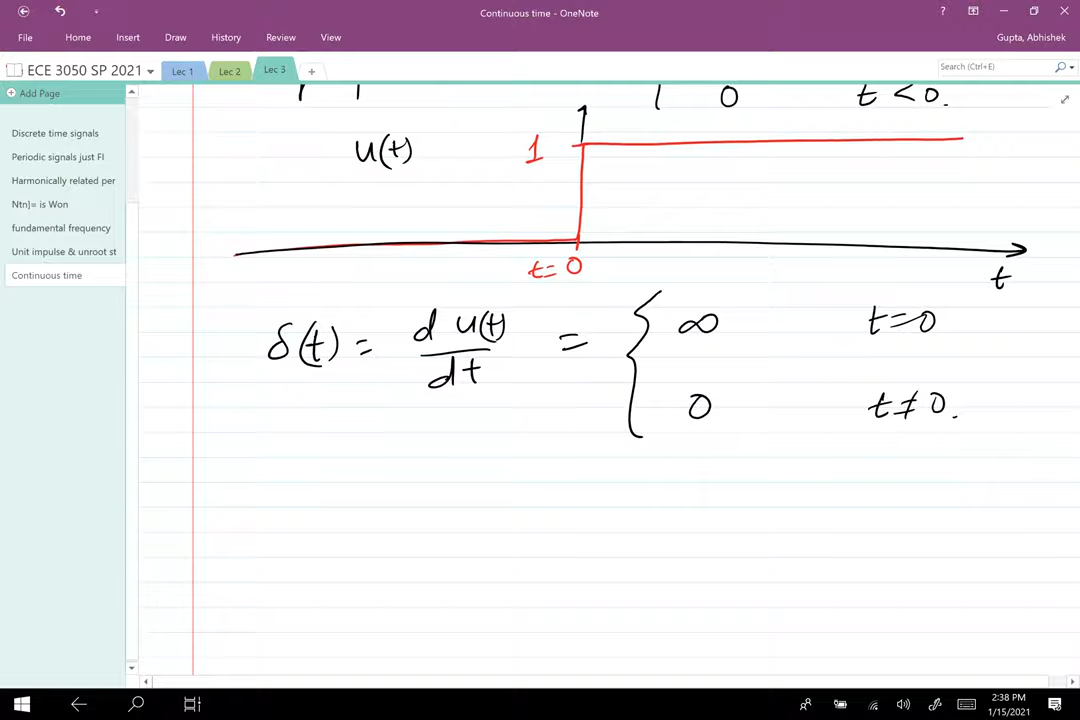 Continuous time - OneNote
?
File Home Insert Draw History Review View
Gupta, Abhishek
ECE 3050 SP 2021
Lec 1
Lec 2
Lec 3
+
Search (Ctrl+E)
Add Page
Discrete time signals
Periodic signals just FI
Harmonically related per
Ntn]= is Won
fundamental frequency
Unit impulse & unroot st
Continuous time
0 t < 0.
u(t) 1
t=0
t
δ(t) = d u(t) / dt = { ∞ t=0
0 t≠0.
2:38 PM
1/15/2021